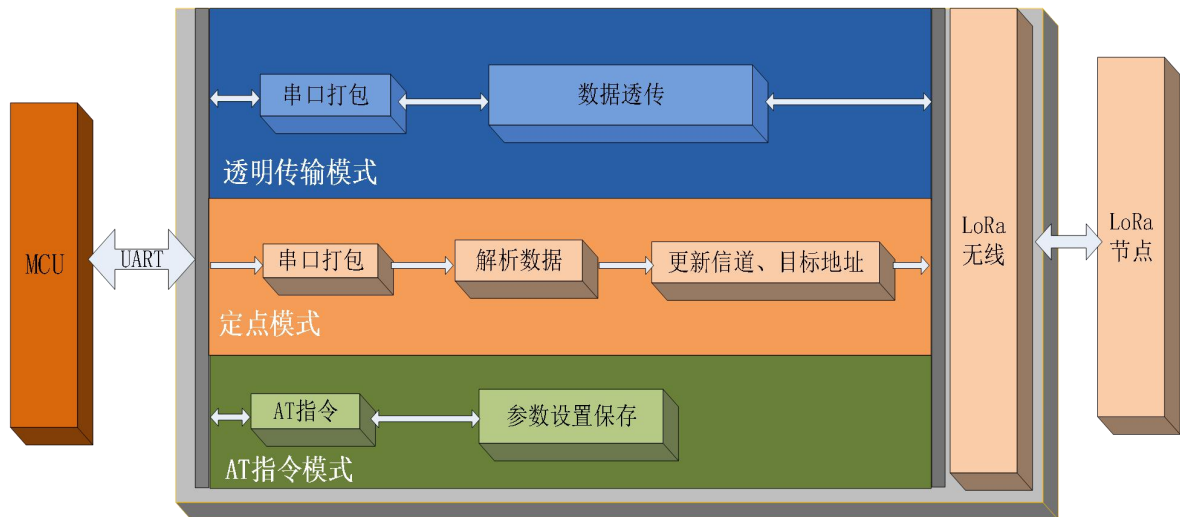 MCU
UART
串口打包
数据透传
透明传输模式
串口打包
解析数据
更新信道、目标地址
定点模式
AT指令
参数设置保存
AT指令模式
LoRa
无线
LoRa
节点